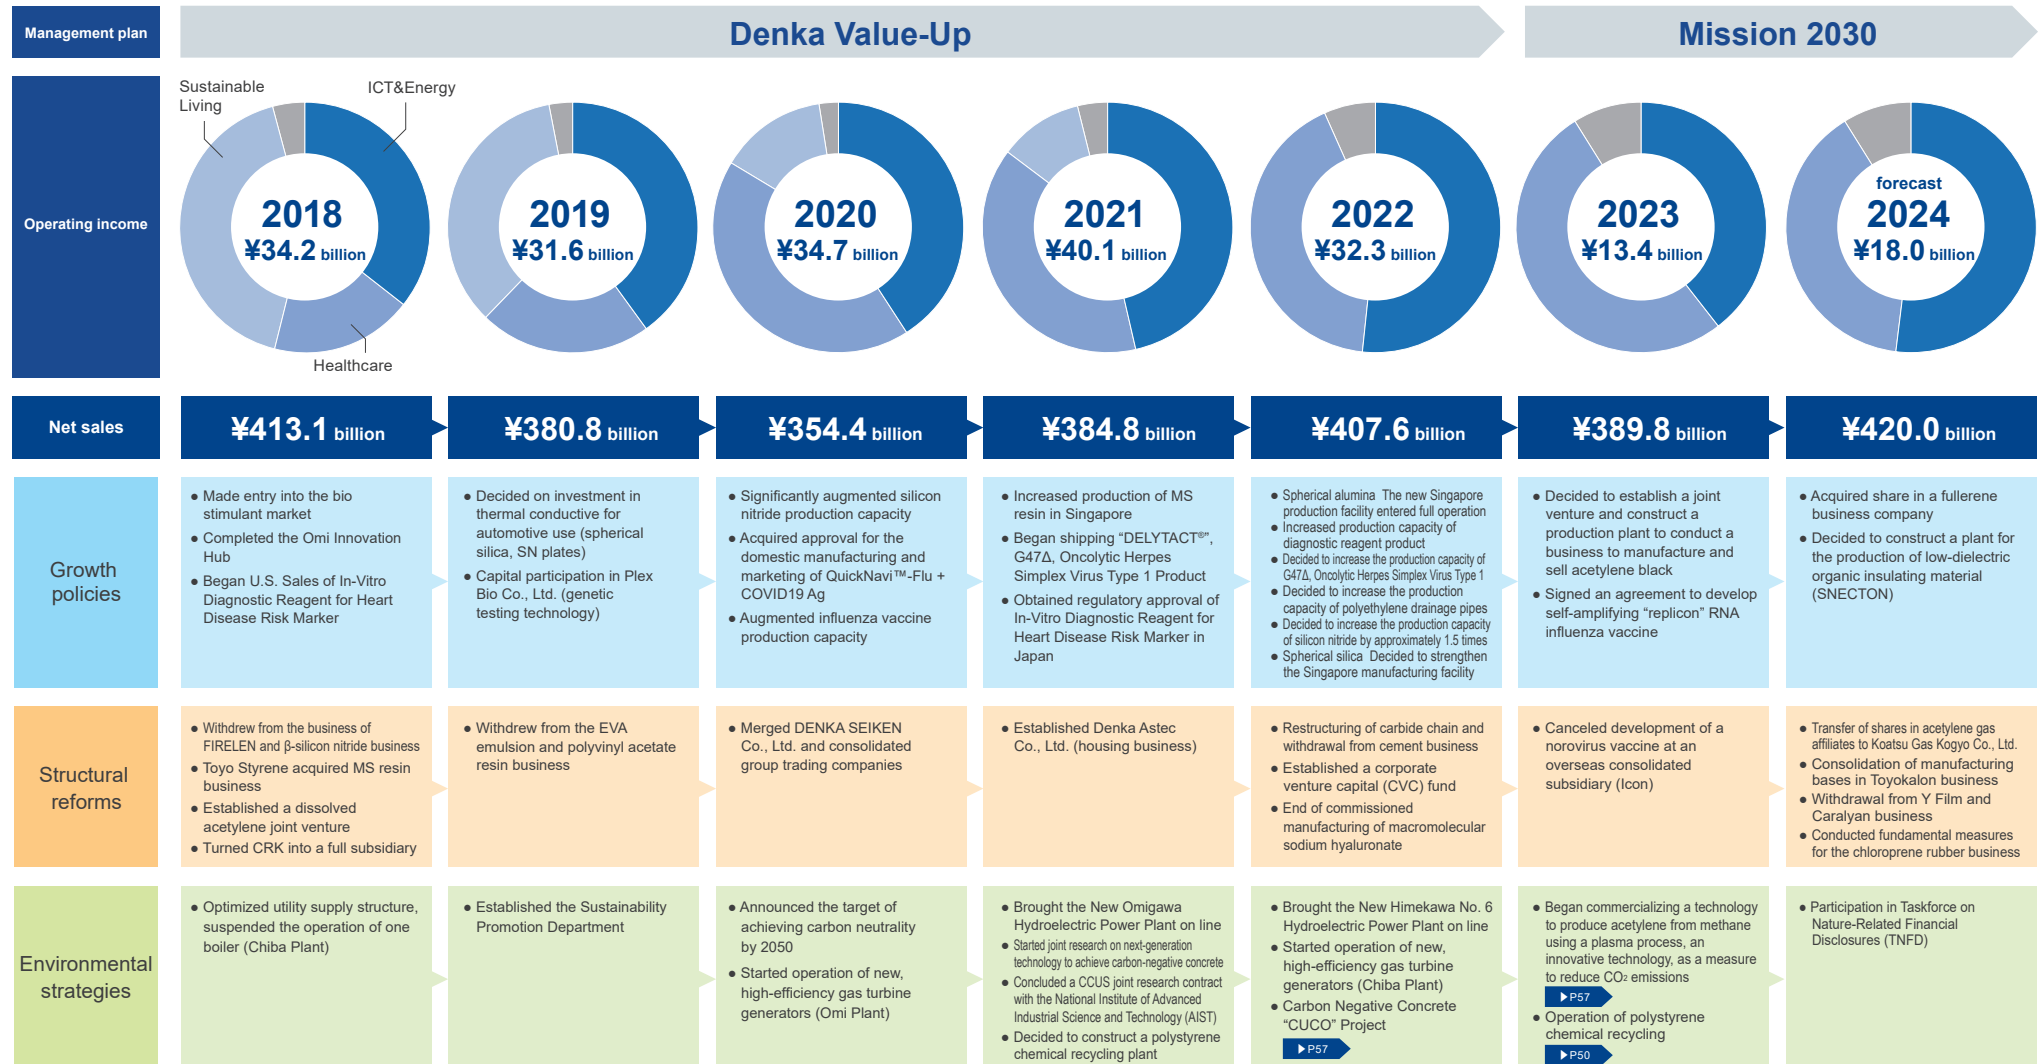 Management plan
Denka Value-Up
Mission 2030
Operating income
Sustainable
Living
ICT&Energy
Healthcare
2018
¥34.2 billion
2019
¥31.6 billion
2020
¥34.7 billion
2021
¥40.1 billion
2022
¥32.3 billion
2023
¥13.4 billion
forecast
2024
¥18.0 billion
Net sales
¥413.1 billion
¥380.8 billion
¥354.4 billion
¥384.8 billion
¥407.6 billion
¥389.8 billion
¥420.0 billion
Growth
policies
● Made entry into the bio
stimulant market
● Completed the Omi Innovation
Hub
● Began U.S. Sales of In-Vitro
Diagnostic Reagent for Heart
Disease Risk Marker
● Decided on investment in
thermal conductive for
automotive use (spherical
silica, SN plates)
● Capital participation in Plex
Bio Co., Ltd. (genetic
testing technology)
● Significantly augmented silicon
nitride production capacity
● Acquired approval for the
domestic manufacturing and
marketing of QuickNavi™-Flu +
COVID19 Ag
● Augmented influenza vaccine
production capacity
● Increased production of MS
resin in Singapore
● Began shipping “DELYTACT®”,
G47Δ, Oncolytic Herpes
Simplex Virus Type 1 Product
● Obtained regulatory approval of
In-Vitro Diagnostic Reagent for
Heart Disease Risk Marker in
Japan
● Spherical alumina The new Singapore
production facility entered full operation
● Increased production capacity of
diagnostic reagent product
● Decided to increase the production capacity of
G47Δ, Oncolytic Herpes Simplex Virus Type 1
● Decided to increase the production
capacity of polyethylene drainage pipes
● Decided to increase the production capacity
of silicon nitride by approximately 1.5 times
● Spherical silica Decided to strengthen
the Singapore manufacturing facility
● Decided to establish a joint
venture and construct a
production plant to conduct a
business to manufacture and
sell acetylene black
● Signed an agreement to develop
self-amplifying “replicon” RNA
influenza vaccine
● Acquired share in a fullerene
business company
● Decided to construct a plant for
the production of low-dielectric
organic insulating material
(SNECTON)
Structural
reforms
● Withdrew from the business of
FIRELEN and β-silicon nitride business
● Toyo Styrene acquired MS resin
business
● Established a dissolved
acetylene joint venture
● Turned CRK into a full subsidiary
● Withdrew from the EVA
emulsion and polyvinyl acetate
resin business
● Merged DENKA SEIKEN
Co., Ltd. and consolidated
group trading companies
● Established Denka Astec
Co., Ltd. (housing business)
● Restructuring of carbide chain and
withdrawal from cement business
● Established a corporate
venture capital (CVC) fund
● End of commissioned
manufacturing of macromolecular
sodium hyaluronate
● Canceled development of a
norovirus vaccine at an
overseas consolidated
subsidiary (Icon)
● Transfer of shares in acetylene gas
affiliates to Koatsu Gas Kogyo Co., Ltd.
● Consolidation of manufacturing
bases in Toyokalon business
● Withdrawal from Y Film and
Caralyan business
● Conducted fundamental measures
for the chloroprene rubber business
Environmental
strategies
● Optimized utility supply structure,
suspended the operation of one
boiler (Chiba Plant)
● Established the Sustainability
Promotion Department
● Announced the target of
achieving carbon neutrality
by 2050
● Started operation of new,
high-efficiency gas turbine
generators (Omi Plant)
● Brought the New Omigawa
Hydroelectric Power Plant on line
● Started joint research on next-generation
technology to achieve carbon-negative concrete
● Concluded a CCUS joint research contract
with the National Institute of Advanced
Industrial Science and Technology (AIST)
● Decided to construct a polystyrene
chemical recycling plant
● Brought the New Himekawa No. 6
Hydroelectric Power Plant on line
● Started operation of new,
high-efficiency gas turbine
generators (Chiba Plant)
● Carbon Negative Concrete
“CUCO” Project
▶P57
● Began commercializing a technology
to produce acetylene from methane
using a plasma process, an
innovative technology, as a measure
to reduce CO2 emissions
▶P57
● Operation of polystyrene
chemical recycling
▶P50
● Participation in Taskforce on
Nature-Related Financial
Disclosures (TNFD)